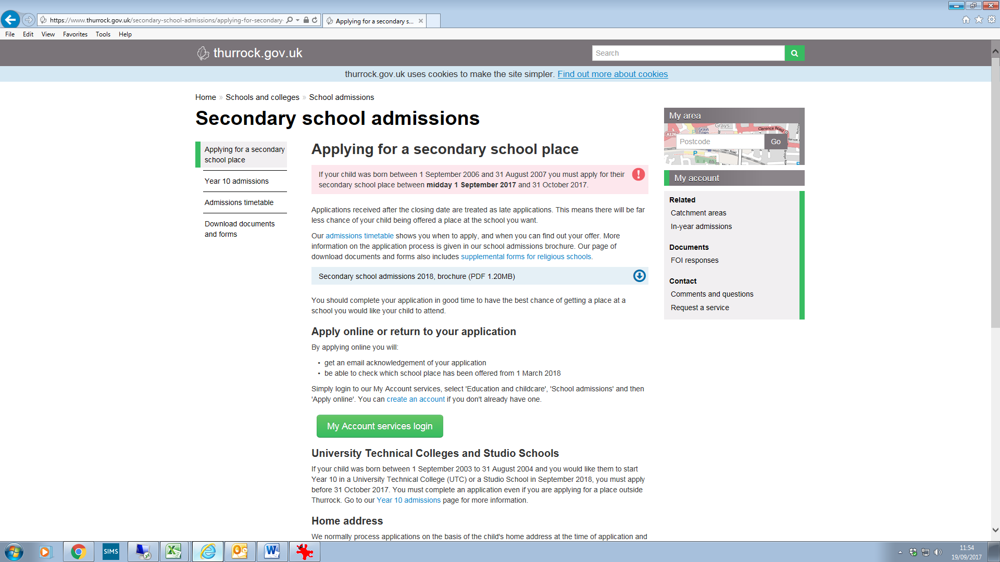 https://www.thurrock.gov.uk/secondary-school-admissions/applying-for-secondary-
Applying for a secondary s...
File Edit View Favorites Tools Help
thurrock.gov.uk
Search
thurrock.gov.uk uses cookies to make the site simpler. Find out more about cookies
Home » Schools and colleges » School admissions
Secondary school admissions
Applying for a secondary
school place
Year 10 admissions
Admissions timetable
Download documents
and forms
Applying for a secondary school place
If your child was born between 1 September 2006 and 31 August 2007 you must apply for their
secondary school place between midday 1 September 2017 and 31 October 2017.
Applications received after the closing date are treated as late applications. This means there will be far
less chance of your child being offered a place at the school you want.
Our admissions timetable shows you when to apply, and when you can find out your offer. More
information on the application process is given in our school admissions brochure. Our page of
download documents and forms also includes supplemental forms for religious schools.
Secondary school admissions 2018, brochure (PDF 1.20MB)
You should complete your application in good time to have the best chance of getting a place at a
school you would like your child to attend.
Apply online or return to your application
By applying online you will:
• get an email acknowledgement of your application
• be able to check which school place has been offered from 1 March 2018
Simply login to our My Account services, select 'Education and childcare', 'School admissions' and then
'Apply online'. You can create an account if you don't already have one.
My Account services login
University Technical Colleges and Studio Schools
If your child was born between 1 September 2003 to 31 August 2004 and you would like them to start
Year 10 in a University Technical College (UTC) or a Studio School in September 2018, you must apply
before 31 October 2017. You must complete an application even if you are applying for a place outside
Thurrock. Go to our Year 10 admissions page for more information.
Home address
We normally process applications on the basis of the child's home address at the time of application and
My area
Grays
Grays
Town
Clarence Road
A126
Postcode
Go
P
My account
Related
Catchment areas
In-year admissions
Documents
FOI responses
Contact
Comments and questions
Request a service
SIMS
11:54
19/09/2017